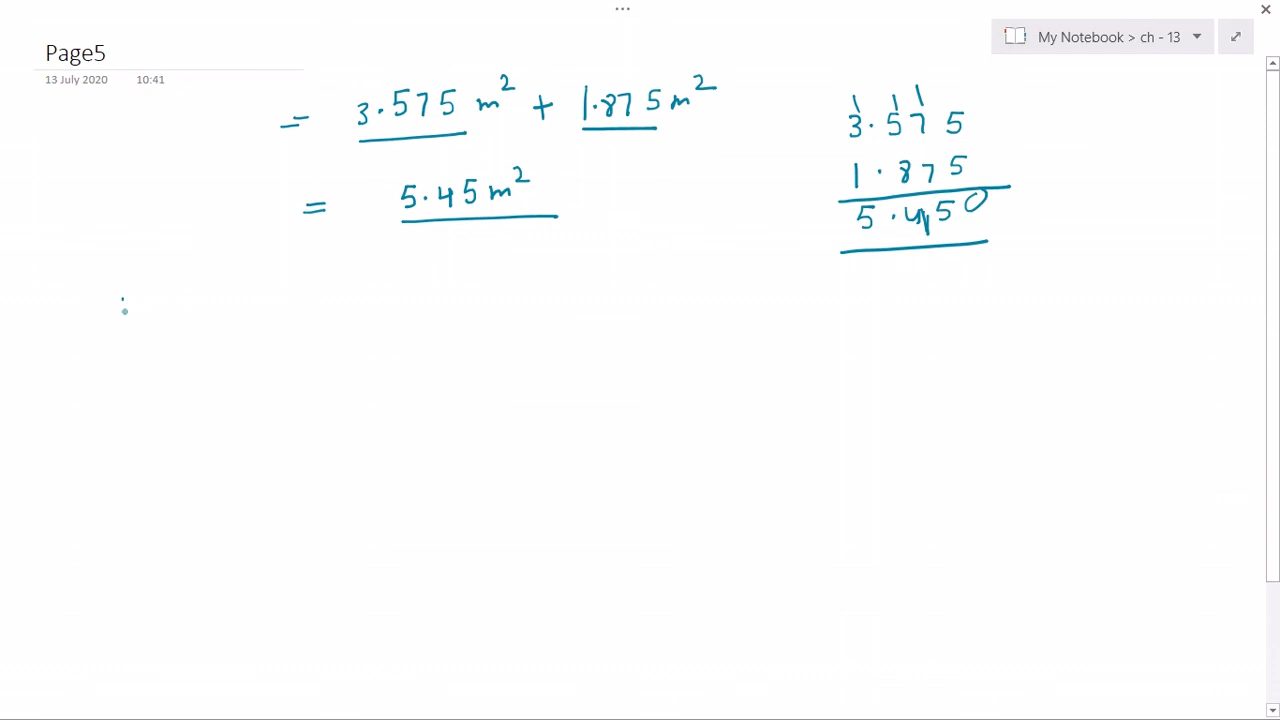 ...
My Notebook > ch - 13
Page5
13 July 2020 10:41
= 3.575 m² + 1.875 m²
= 5.45 m²
1 1 1
3.575
1.875
5.450